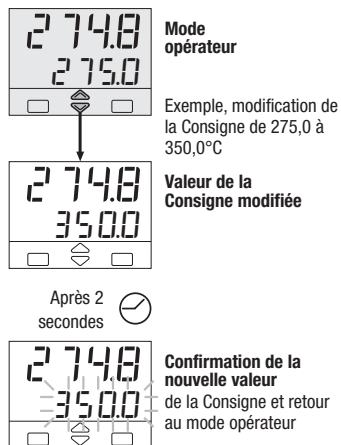 274.8
275.0
Mode
opérateur
Exemple, modification de
la Consigne de 275,0 à
350,0°C
274.8
350.0
Valeur de la
Consigne modifiée
Après 2
secondes
274.8
350.0
Confirmation de la
nouvelle valeur
de la Consigne et retour
au mode opérateur